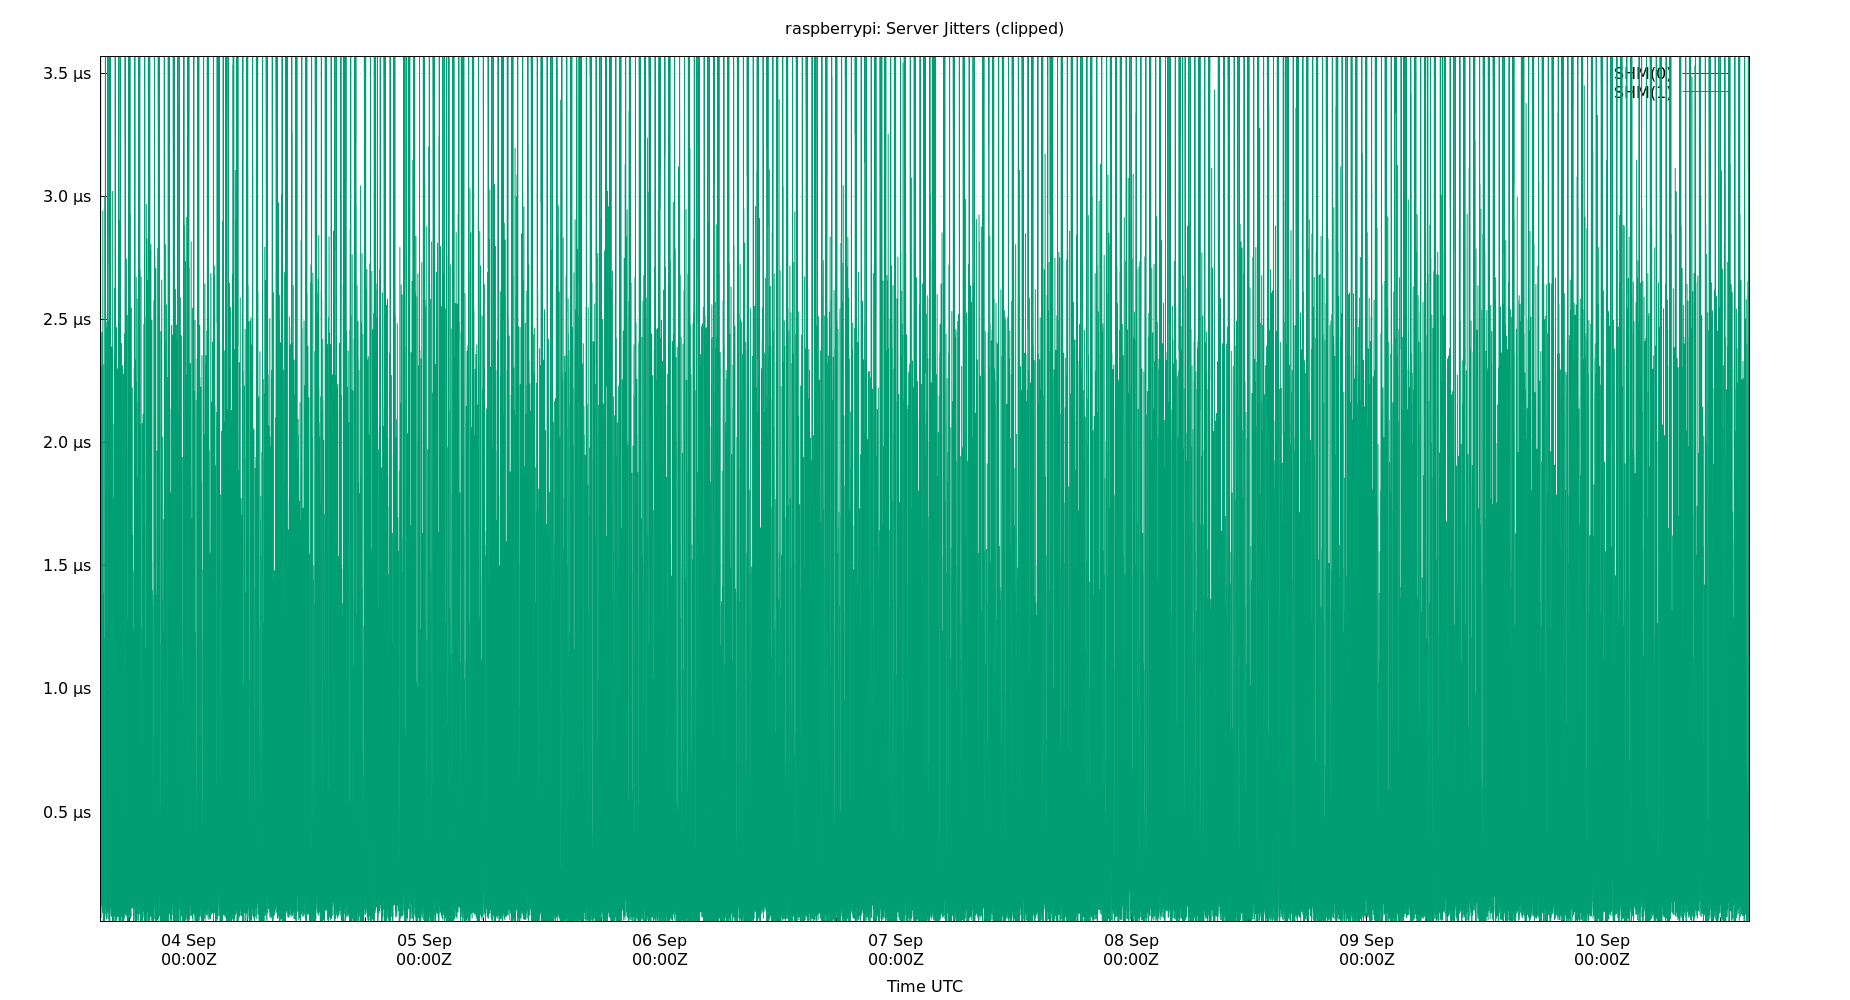 raspberrypi: Server Jitters (clipped)
3.5 µs
SHM(0)
SHM(1)
3.0 µs
2.5 µs
2.0 µs
1.5 µs
1.0 µs
0.5 µs
04 Sep 05 Sep 06 Sep 07 Sep 08 Sep 09 Sep 10 Sep
00:00Z 00:00Z 00:00Z 00:00Z 00:00Z 00:00Z 00:00Z
Time UTC